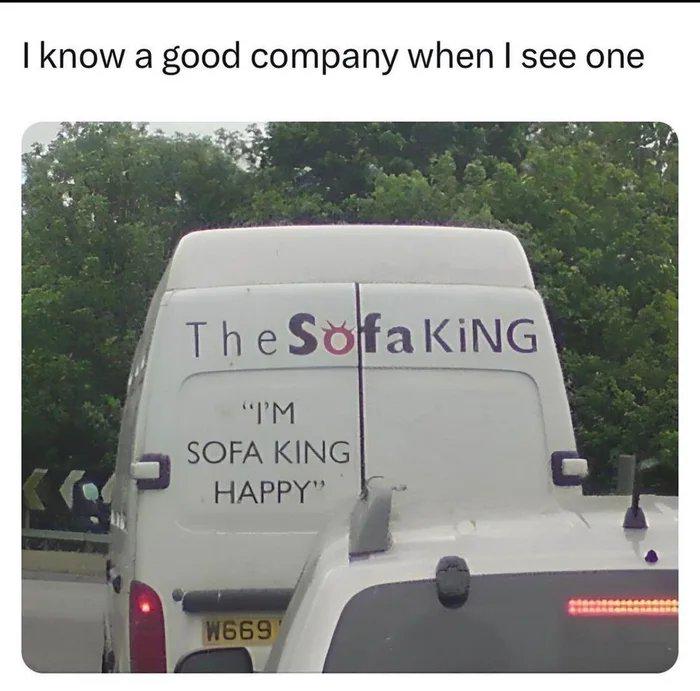 I know a good company when I see one
The Sofa KiNG
“I’M
SOFA KING
HAPPY”
W669